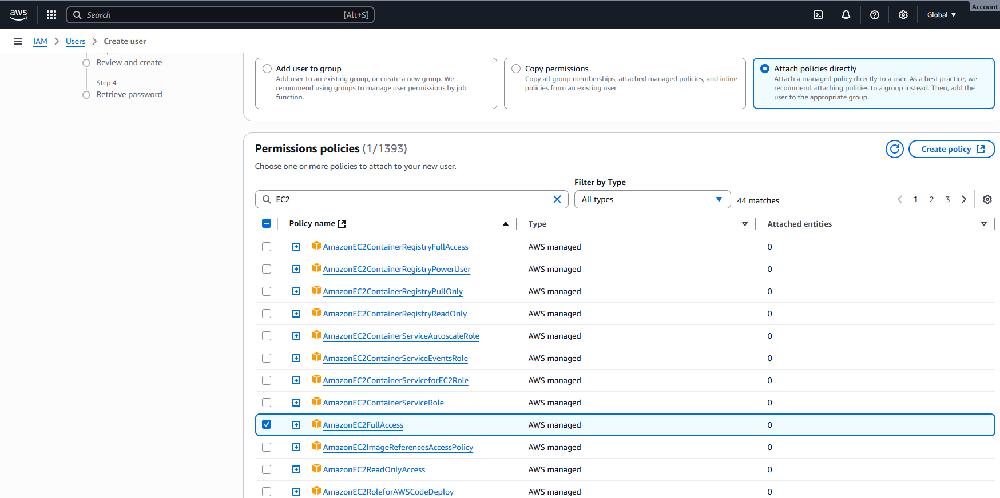 aws
Search
[Alt+S]
Global
Account
IAM
Users
Create user
Review and create
Step 4
Retrieve password
Add user to group
Add user to an existing group, or create a new group. We
recommend using groups to manage user permissions by job
function.
Copy permissions
Copy all group memberships, attached managed policies, and inline
policies from an existing user.
Attach policies directly
Attach a managed policy directly to a user. As a best practice, we
recommend attaching policies to a group instead. Then, add the
user to the appropriate group.
Permissions policies (1/1393)
Create policy
Choose one or more policies to attach to your new user.
Filter by Type
EC2
All types
44 matches
1 2 3
Policy name Type Attached entities
AmazonEC2ContainerRegistryFullAccess AWS managed 0
AmazonEC2ContainerRegistryPowerUser AWS managed 0
AmazonEC2ContainerRegistryPullOnly AWS managed 0
AmazonEC2ContainerRegistryReadOnly AWS managed 0
AmazonEC2ContainerServiceAutoscaleRole AWS managed 0
AmazonEC2ContainerServiceEventsRole AWS managed 0
AmazonEC2ContainerServiceforEC2Role AWS managed 0
AmazonEC2ContainerServiceRole AWS managed 0
AmazonEC2FullAccess AWS managed 0
AmazonEC2ImageReferencesAccessPolicy AWS managed 0
AmazonEC2ReadOnlyAccess AWS managed 0
AmazonEC2RoleforAWSCodeDeploy AWS managed 0